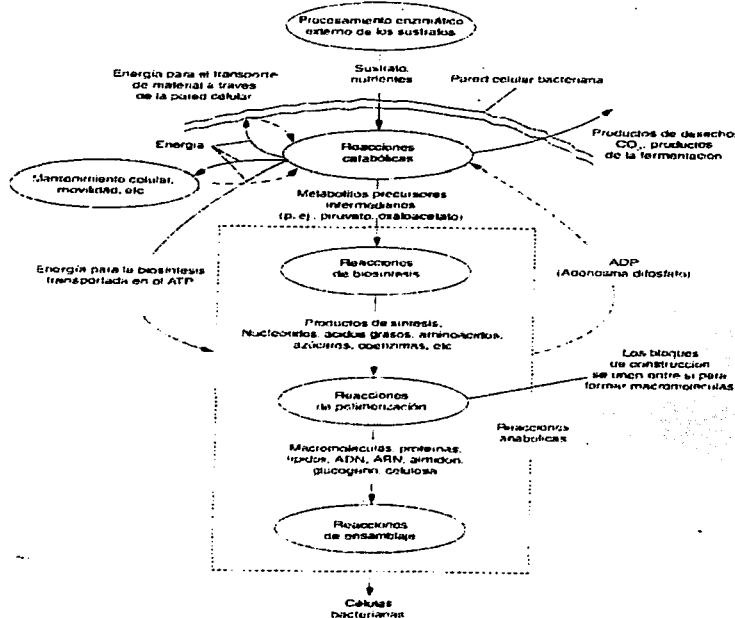 Procesamiento enzimático
externo de los sustratos
Energía para el transporte
de material a traves
de la pared celular
Sustrato,
nutrientes
Pared celular bacteriana
Energía
Reacciones
catabólicas
Productos de desecho:
CO₂, productos
de la fermentación
Mantenimiento celular,
movilidad, etc
Metabolitos precursores
intermediarios
(p. ej., piruvato, oxaloacetato)
Energía para la biosíntesis
transportada en el ATP
Reacciones
de biosíntesis
ADP
(Adenosina difosfato)
Productos de síntesis,
Nucleótidos, ácidos grasos, aminoácidos,
azúcares, coenzimas, etc
Los bloques
de construcción
se unen entre sí para
formar macromoléculas
Reacciones
de polimerización
Reacciones
anabólicas
Macromoléculas, proteínas,
lípidos, ADN, ARN, almidón,
glucógeno, celulosa
Reacciones
de ensamblaje
Células
bacterianas